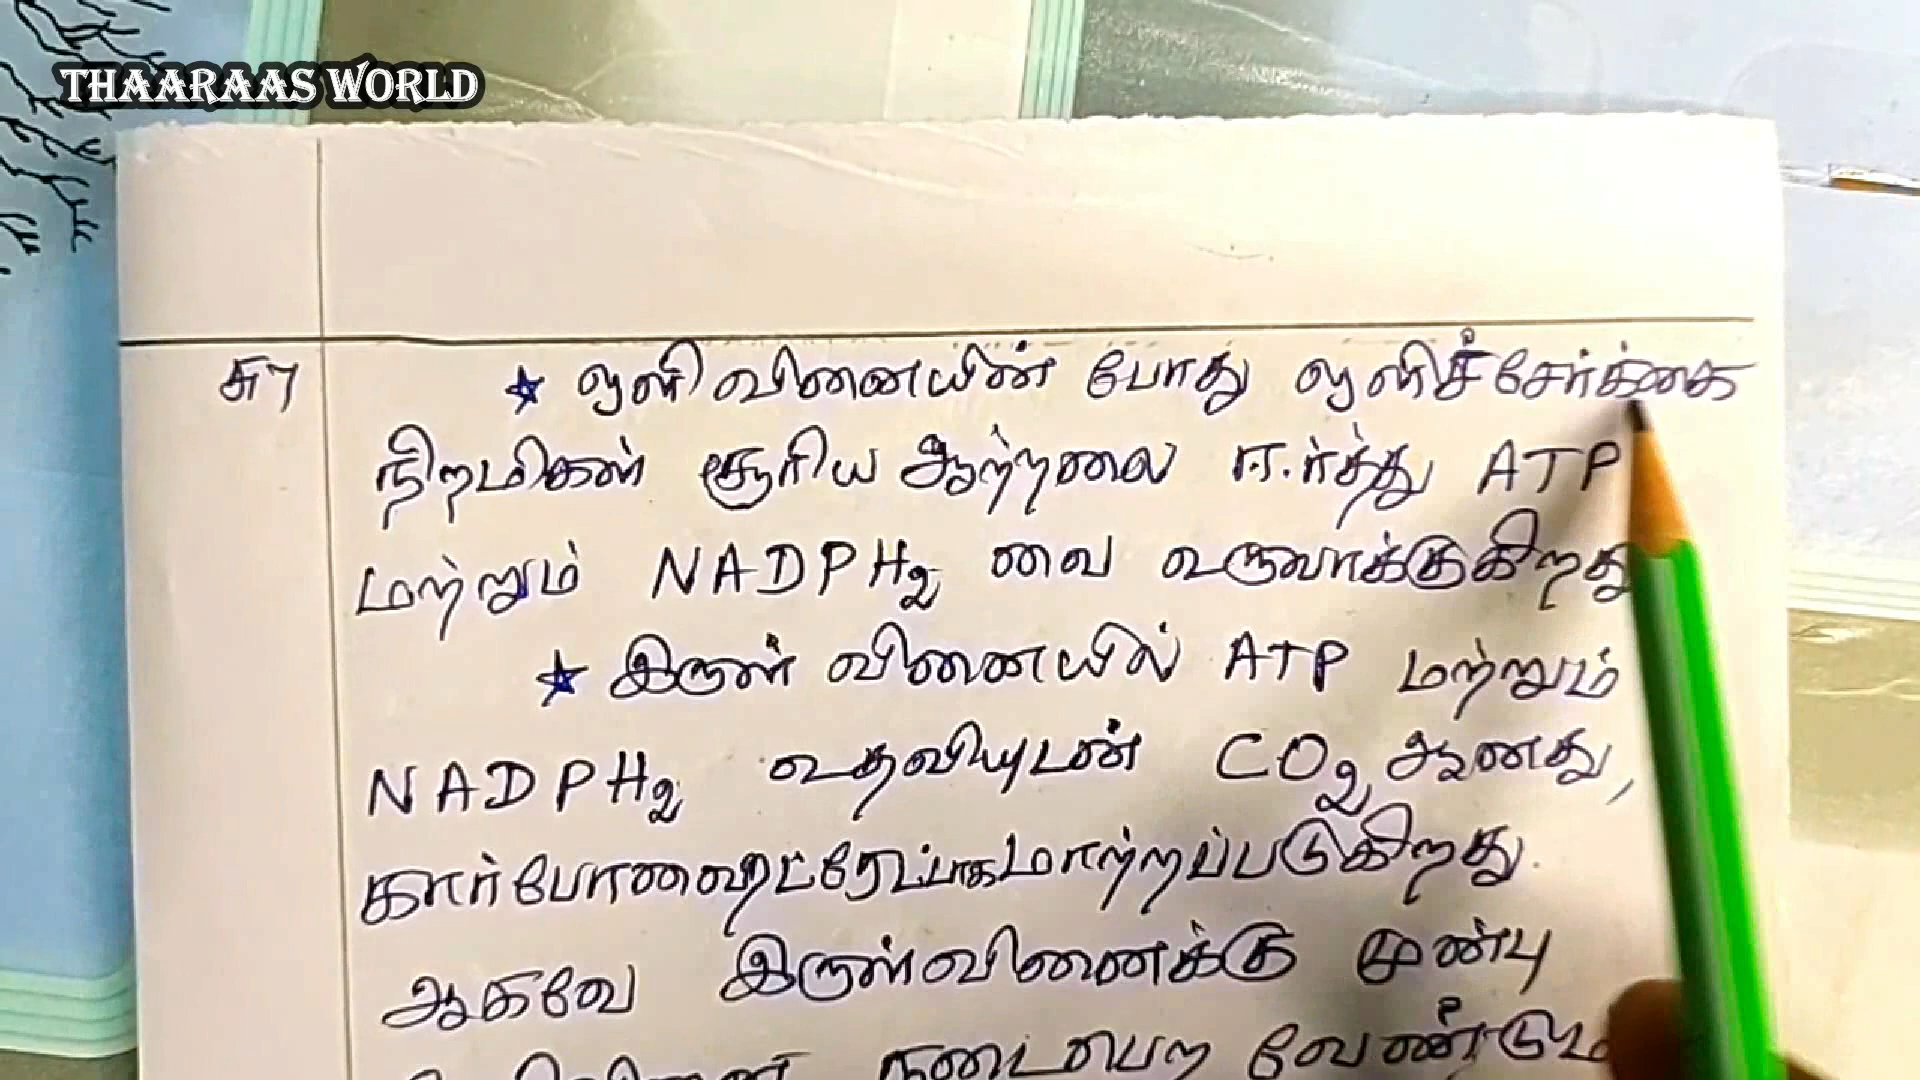 THAARAAS WORLD
சு7 ★ ஒளி வினையின் போது ஒளிச்சேர்க்கை
நிறமிகள் சூரிய ஆற்றலை ஈர்த்து ATP
மற்றும் NADPH2 வை உருவாக்குகிறது
★ இருள் வினையில் ATP மற்றும்
NADPH2 உதவியுடன் CO2 ஆனது,
கார்போஹைட்ரேட்டாக மாற்றப்படுகிறது.
ஆகவே இருள்வினைக்கு முன்பு
நடைபெற வேண்டும்